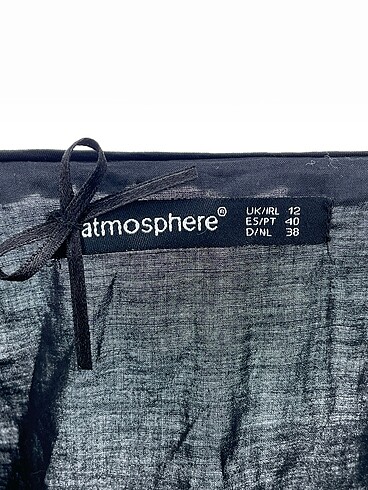 atmosphere®
UK/IRL 12
ES/PT 40
D/NL 38